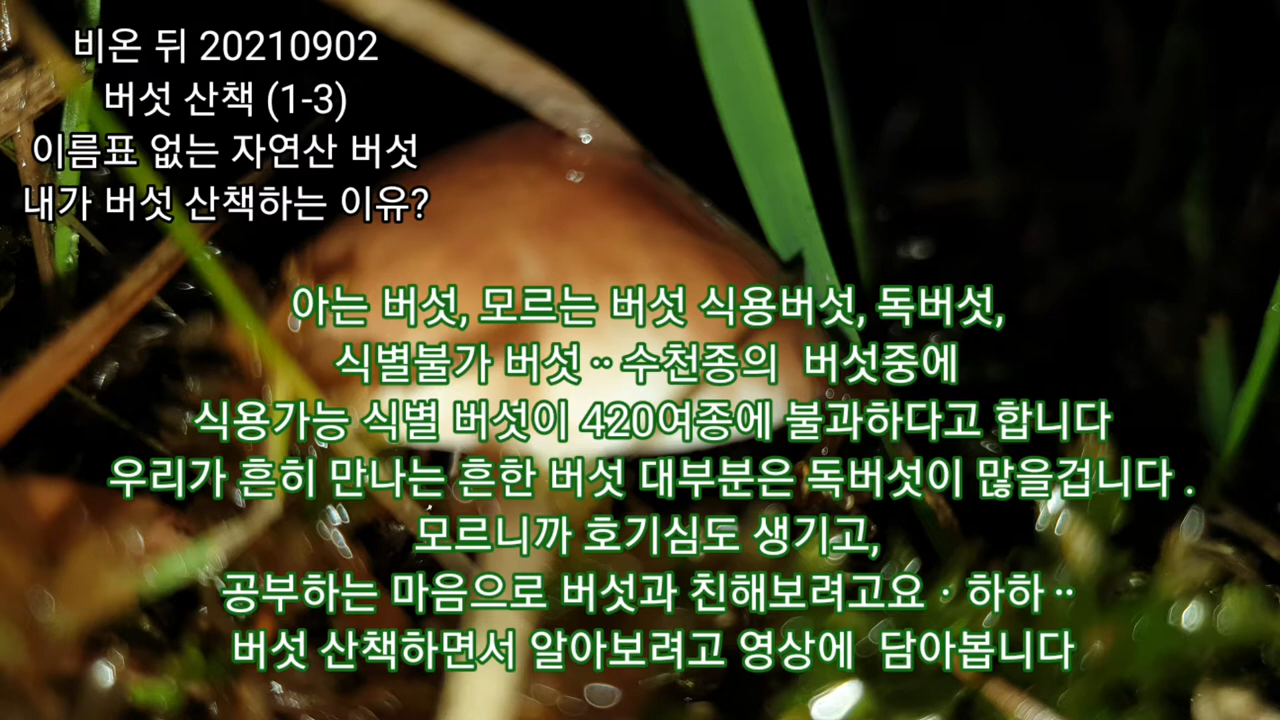 비온 뒤 20210902
버섯 산책 (1-3)
이름표 없는 자연산 버섯
내가 버섯 산책하는 이유?
아는 버섯, 모르는 버섯 식용버섯, 독버섯,
식별불가 버섯 ·· 수천종의 버섯중에
식용가능 식별 버섯이 420여종에 불과하다고 합니다
우리가 흔히 만나는 흔한 버섯 대부분은 독버섯이 많을겁니다 .
모르니까 호기심도 생기고,
공부하는 마음으로 버섯과 친해보려고요 · 하하 ··
버섯 산책하면서 알아보려고 영상에 담아봅니다